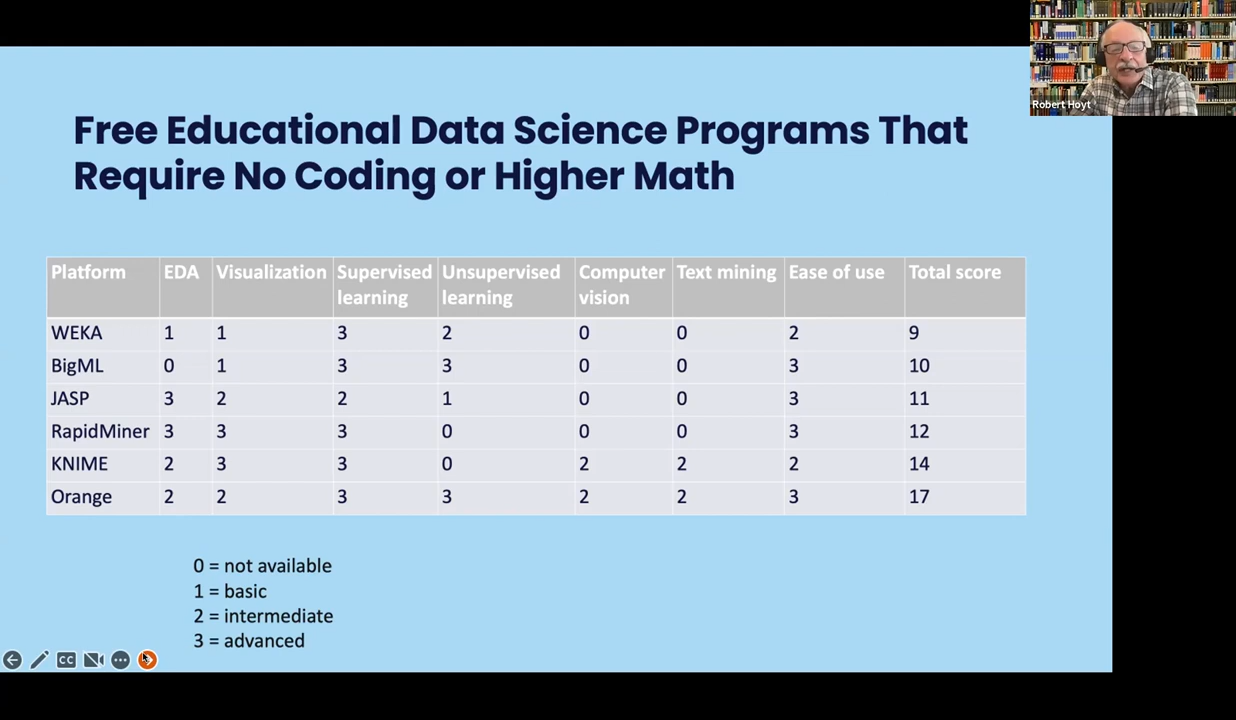 Robert Hoyt
Free Educational Data Science Programs That
Require No Coding or Higher Math
Platform EDA Visualization Supervised learning Unsupervised learning Computer vision Text mining Ease of use Total score
WEKA 1 1 3 2 0 0 2 9
BigML 0 1 3 3 0 0 3 10
JASP 3 2 2 1 0 0 3 11
RapidMiner 3 3 3 0 0 0 3 12
KNIME 2 3 3 0 2 2 2 14
Orange 2 2 3 3 2 2 3 17
0 = not available
1 = basic
2 = intermediate
3 = advanced
CC